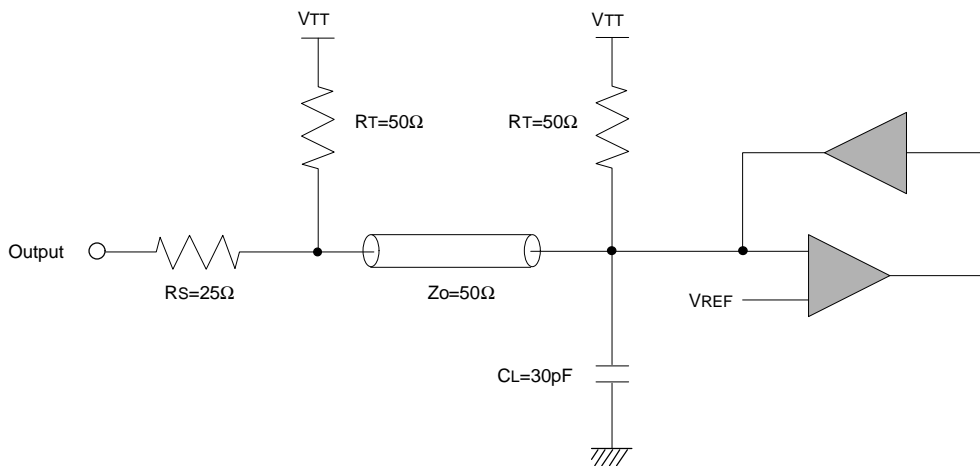 VTT
VTT
RT=50Ω
RT=50Ω
Output
RS=25Ω
Zo=50Ω
VREF
CL=30pF